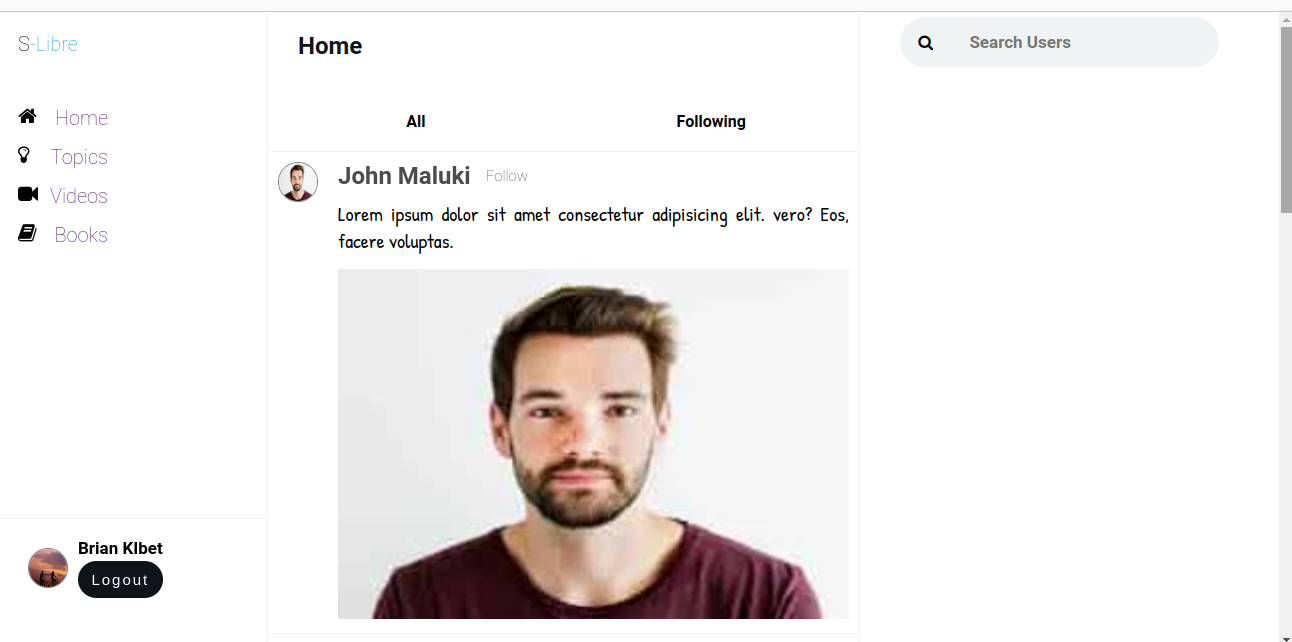 S-Libre
Home
Topics
Videos
Books
Brian KIbet
Logout
Home
All
Following
John Maluki Follow
Lorem ipsum dolor sit amet consectetur adipisicing elit. vero? Eos,
facere voluptas.
Search Users